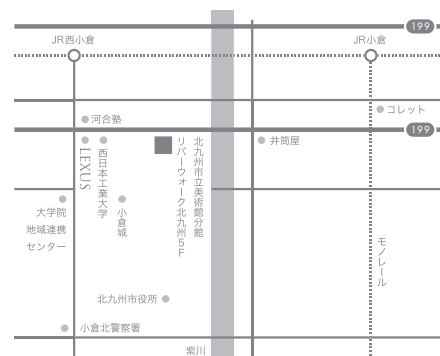 199
JR西小倉
JR小倉
コレット
河合塾
199
LEXUS
西日本工業大学
リバーウォーク北九州5F
北九州市立美術館分館
井筒屋
大学院
地域連携
センター
小倉城
モノレール
北九州市役所
小倉北警察署
紫川